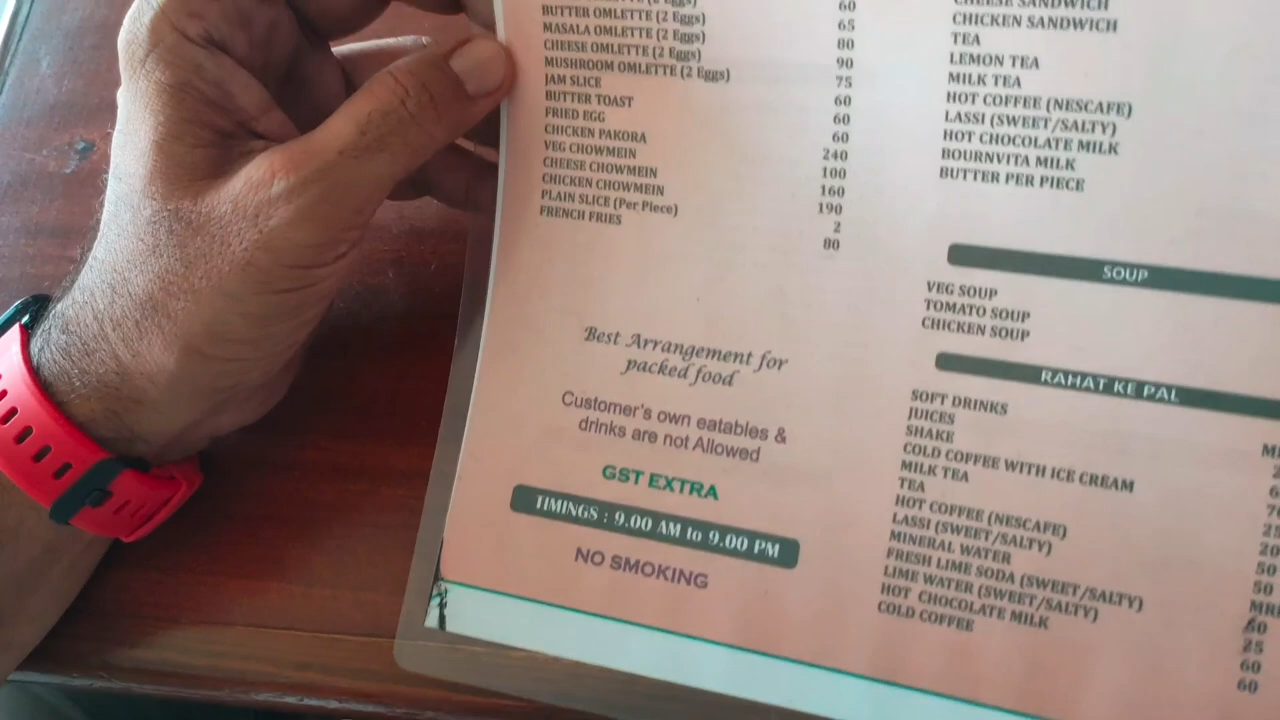 (2 Eggs)
BUTTER OMLETTE (2 Eggs) 60
MASALA OMLETTE (2 Eggs) 65
CHEESE OMLETTE (2 Eggs) 80
MUSHROOM OMLETTE (2 Eggs) 90
JAM SLICE 75
BUTTER TOAST 60
FRIED EGG 60
CHICKEN PAKORA 60
VEG CHOWMEIN 240
CHEESE CHOWMEIN 100
CHICKEN CHOWMEIN 160
PLAIN SLICE (Per Piece) 190
FRENCH FRIES 2
80
Best Arrangement for
packed food
Customer's own eatables &
drinks are not Allowed
GST EXTRA
TIMINGS : 9.00 AM to 9.00 PM
NO SMOKING
CHEESE SANDWICH
CHICKEN SANDWICH
TEA
LEMON TEA
MILK TEA
HOT COFFEE (NESCAFE)
LASSI (SWEET/SALTY)
HOT CHOCOLATE MILK
BOURNVITA MILK
BUTTER PER PIECE
SOUP
VEG SOUP
TOMATO SOUP
CHICKEN SOUP
RAHAT KE PAL
SOFT DRINKS
JUICES
SHAKE
COLD COFFEE WITH ICE CREAM
MILK TEA
TEA
HOT COFFEE (NESCAFE) 20
LASSI (SWEET/SALTY) 50
MINERAL WATER 50
FRESH LIME SODA (SWEET/SALTY)
LIME WATER (SWEET/SALTY)
HOT CHOCOLATE MILK 25
COLD COFFEE 60
60